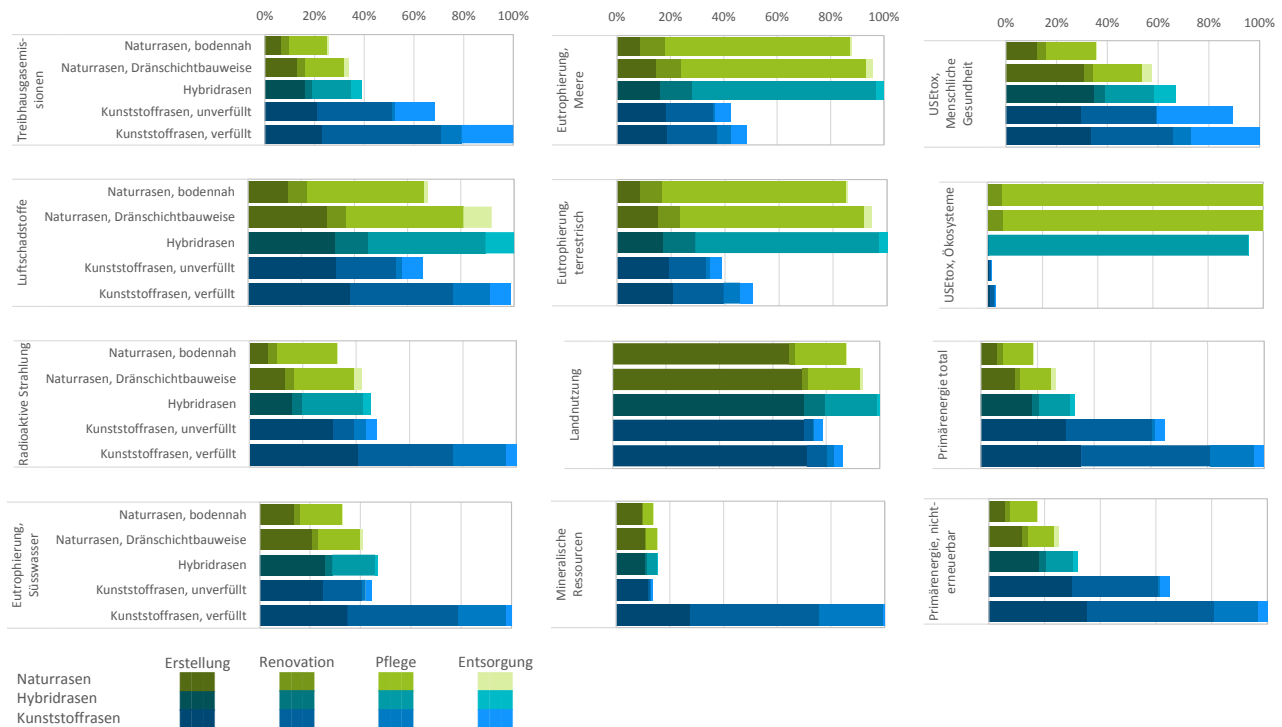 0% 20% 40% 60% 80% 100%
Treibhausgasemis-
sionen
Naturrasen, bodennah
Naturrasen, Dränschichtbauweise
Hybridrasen
Kunststoffrasen, unverfüllt
Kunststoffrasen, verfüllt
Luftschadstoffe
Naturrasen, bodennah
Naturrasen, Dränschichtbauweise
Hybridrasen
Kunststoffrasen, unverfüllt
Kunststoffrasen, verfüllt
Radioaktive Strahlung
Naturrasen, bodennah
Naturrasen, Dränschichtbauweise
Hybridrasen
Kunststoffrasen, unverfüllt
Kunststoffrasen, verfüllt
Eutrophierung,
Süsswasser
Naturrasen, bodennah
Naturrasen, Dränschichtbauweise
Hybridrasen
Kunststoffrasen, unverfüllt
Kunststoffrasen, verfüllt
0% 20% 40% 60% 80% 100%
Eutrophierung,
Meere
Eutrophierung,
terrestrisch
Landnutzung
Mineralische
Ressourcen
0% 20% 40% 60% 80% 100%
USEtox,
Menschliche
Gesundheit
USEtox, Ökosysteme
Primärenergie total
Primärenergie, nicht-
erneuerbar
Erstellung Renovation Pflege Entsorgung
Naturrasen
Hybridrasen
Kunststoffrasen